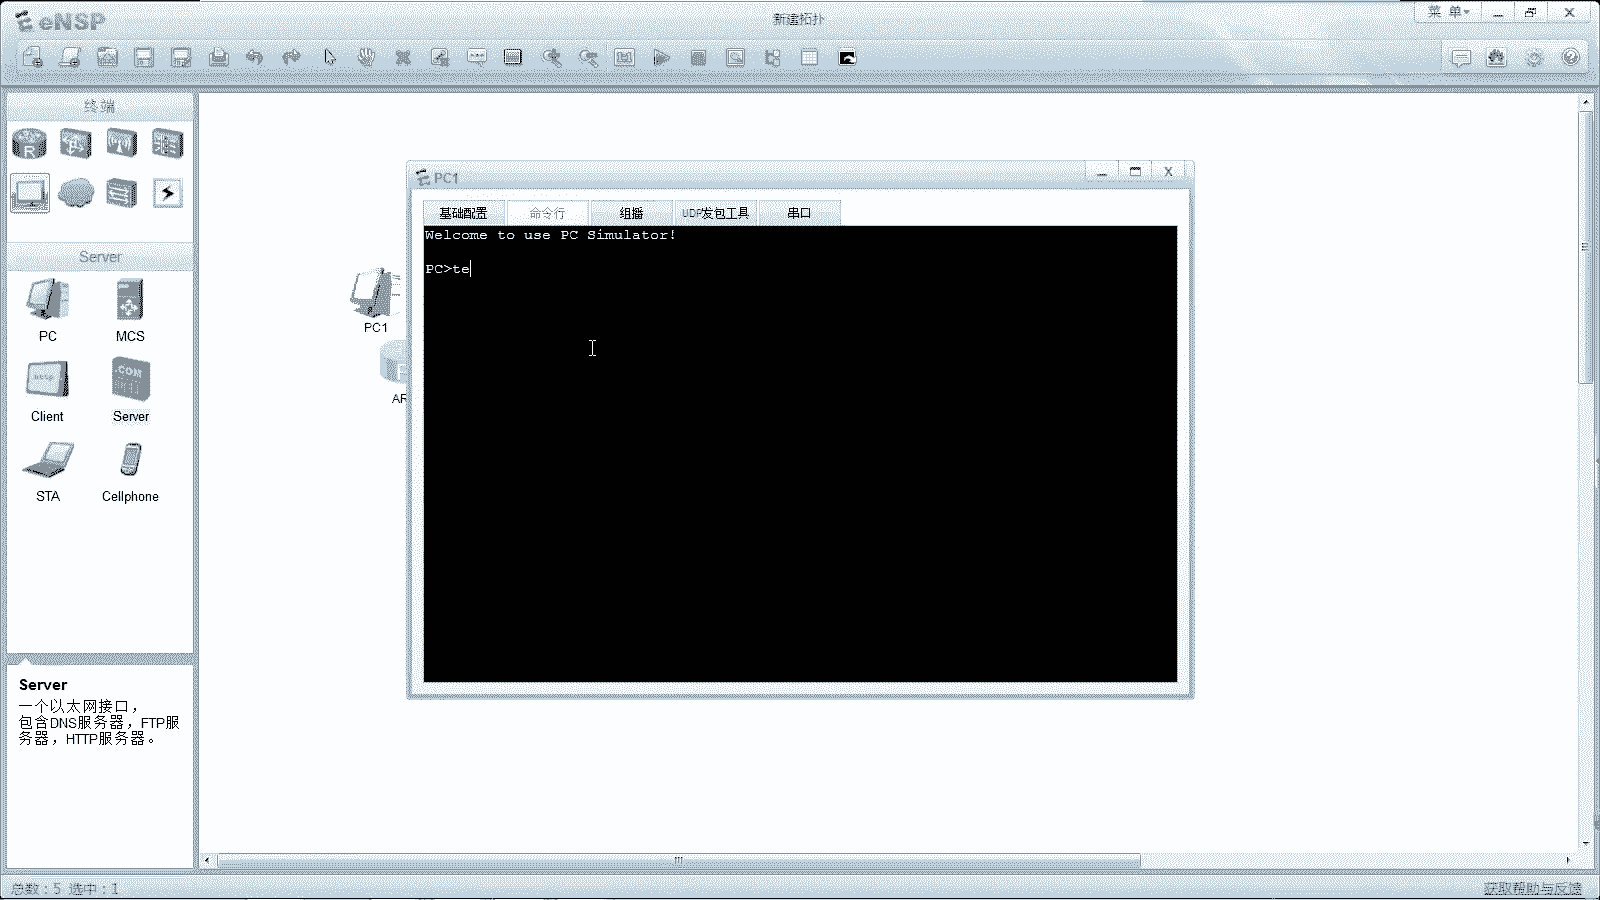 eNSP
新建拓扑
菜 单
终端
R
Server
PC
MCS
http
.COM
Client
Server
STA
Cellphone
Server
一个以太网接口，
包含DNS服务器，FTP服
务器，HTTP服务器。
PC1
AR
PC1
基础配置
命令行
组播
UDP发包工具
串口
Welcome to use PC Simulator!
PC>te
总数：5 选中：1
获取帮助与反馈